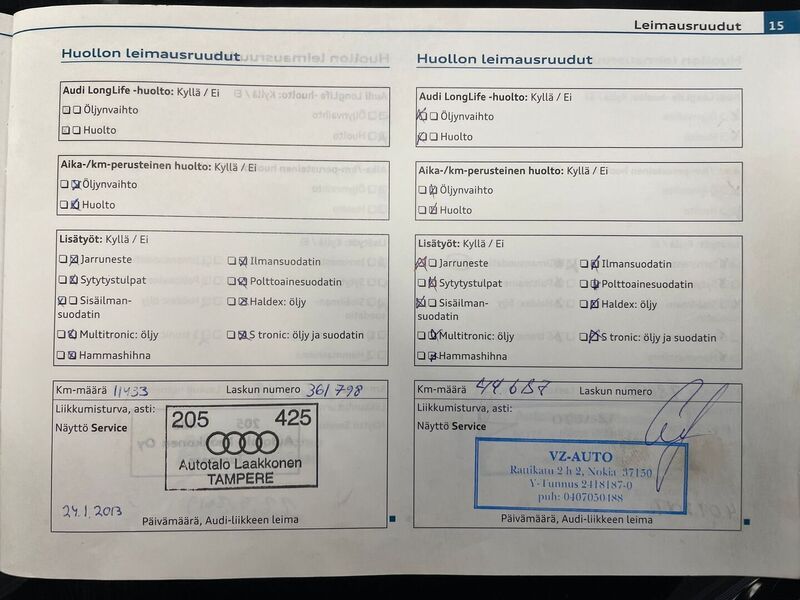 Leimausruudut 15
Huollon leimausruudut
Audi LongLife -huolto: Kyllä / Ei
Öljynvaihto
Huolto
Aika-/km-perusteinen huolto: Kyllä / Ei
Öljynvaihto
Huolto
Lisätyöt: Kyllä / Ei
Jarruneste
Sytytystulpat
Sisäilman-
suodatin
Multitronic: öljy
Hammashihna
Ilmansuodatin
Polttoainesuodatin
Haldex: öljy
S tronic: öljy ja suodatin
Km-määrä 11433 Laskun numero 361798
Liikkumisturva, asti:
Näyttö Service
205 425
Autotalo Laakkonen
TAMPERE
24.1.2013
Päivämäärä, Audi-liikkeen leima
Huollon leimausruudut
Audi LongLife -huolto: Kyllä / Ei
Öljynvaihto
Huolto
Aika-/km-perusteinen huolto: Kyllä / Ei
Öljynvaihto
Huolto
Lisätyöt: Kyllä / Ei
Jarruneste
Sytytystulpat
Sisäilman-
suodatin
Multitronic: öljy
Hammashihna
Ilmansuodatin
Polttoainesuodatin
Haldex: öljy
S tronic: öljy ja suodatin
Km-määrä Laskun numero
Liikkumisturva, asti:
Näyttö Service
VZ-AUTO
Rautikatu 2 h 2, Nokia 37150
Y-Tunnus 2418187-0
puh: 0407050488
Päivämäärä, Audi-liikkeen leima